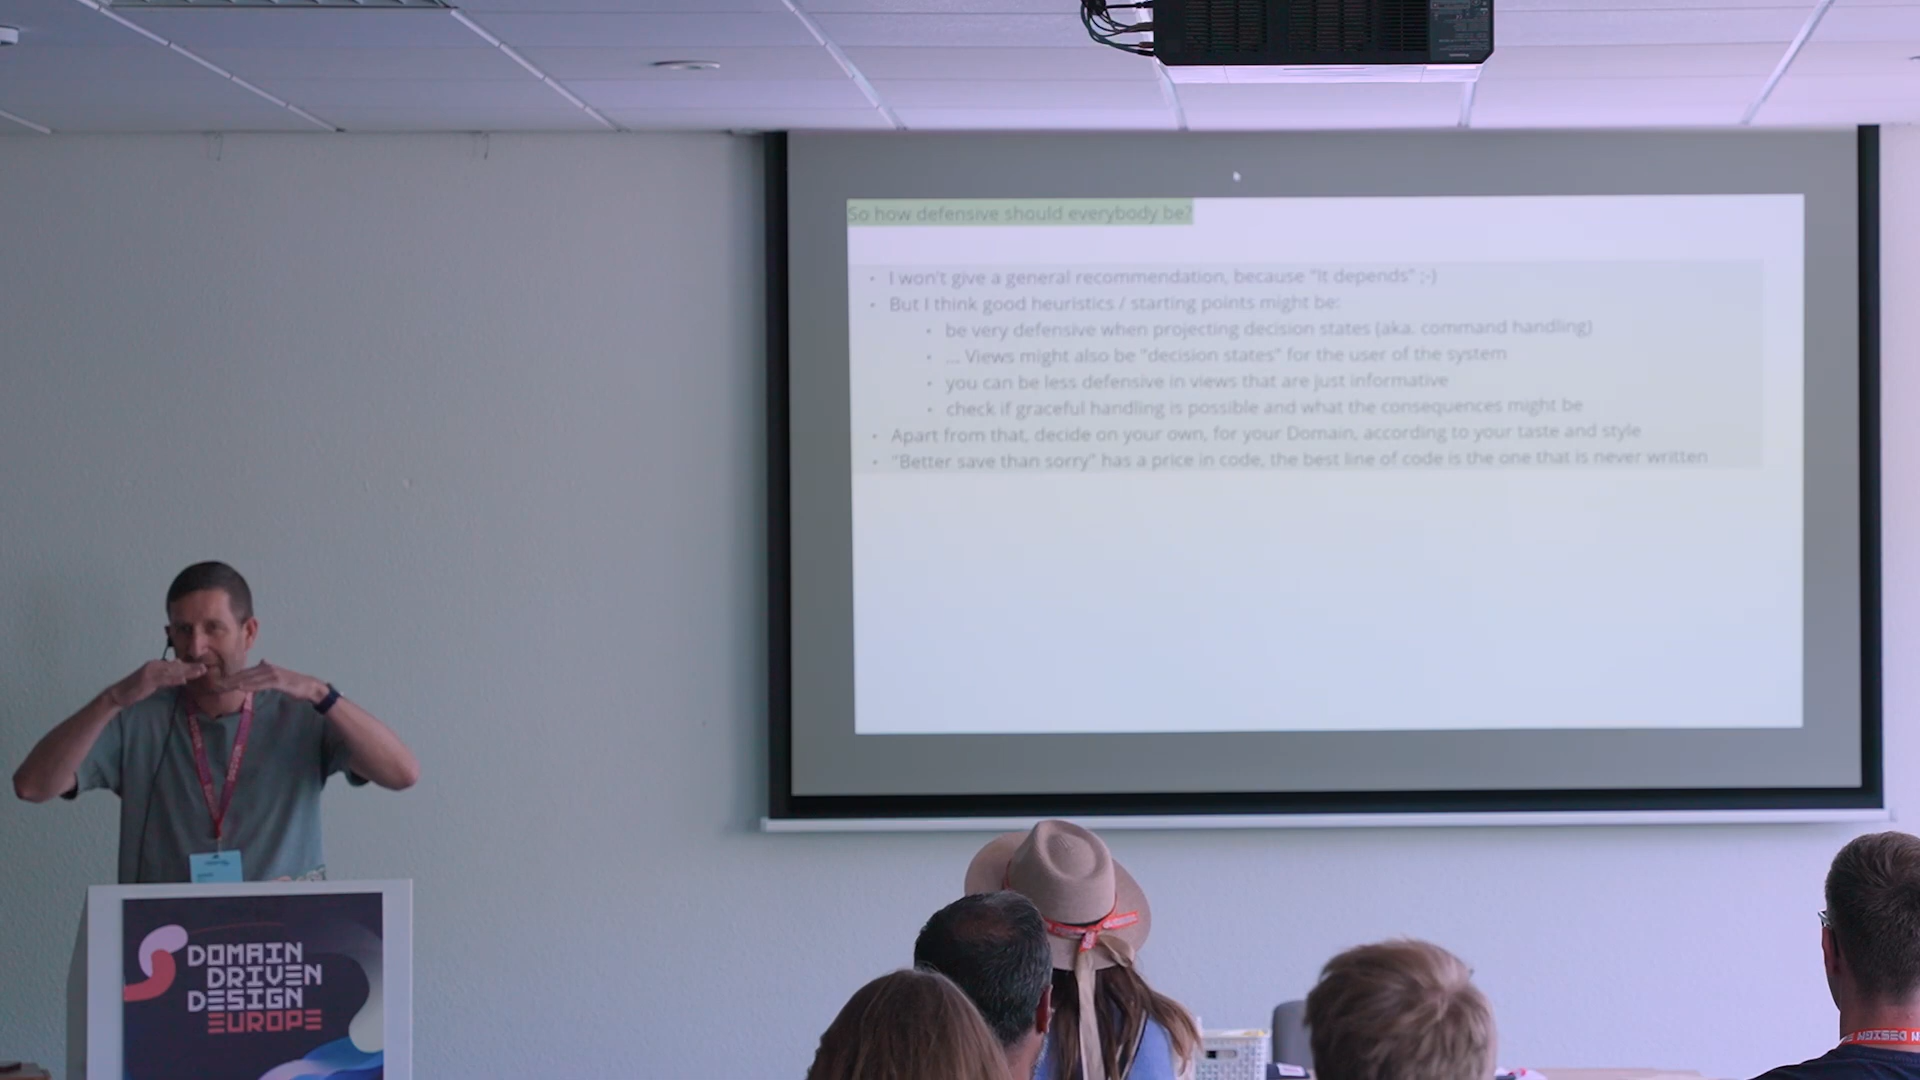 So how defensive should everybody be?
• I won't give a general recommendation, because "It depends" ;-)
• But I think good heuristics / starting points might be:
• be very defensive when projecting decision states (aka. command handling)
• ... Views might also be "decision states" for the user of the system
• you can be less defensive in views that are just informative
• check if graceful handling is possible and what the consequences might be
• Apart from that, decide on your own, for your Domain, according to your taste and style
• "Better save than sorry" has a price in code, the best line of code is the one that is never written
DOMAIN
DRIVEN
DESIGN
EUROPE